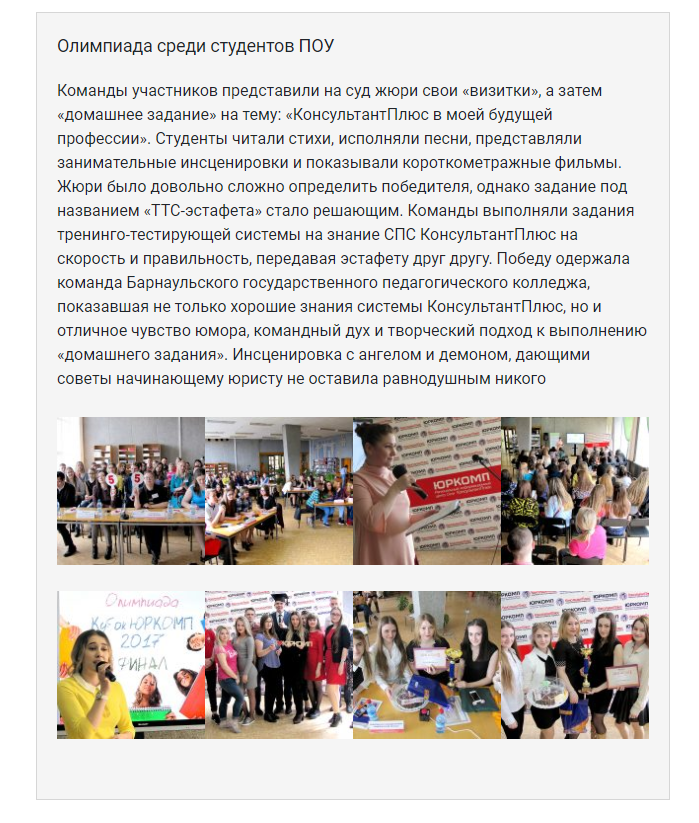 Олимпиада среди студентов ПОУ
Команды участников представили на суд жюри свои «визитки», а затем
«домашнее задание» на тему: «КонсультантПлюс в моей будущей
профессии». Студенты читали стихи, исполняли песни, представляли
занимательные инсценировки и показывали короткометражные фильмы.
Жюри было довольно сложно определить победителя, однако задание под
названием «ТТС-эстафета» стало решающим. Команды выполняли задания
тренинго-тестирующей системы на знание СПС КонсультантПлюс на
скорость и правильность, передавая эстафету друг другу. Победу одержала
команда Барнаульского государственного педагогического колледжа,
показавшая не только хорошие знания системы КонсультантПлюс, но и
отличное чувство юмора, командный дух и творческий подход к выполнению
«домашнего задания». Инсценировка с ангелом и демоном, дающими
советы начинающему юристу не оставила равнодушным никого
5
5
ЮРКОМП
Олимпиада
Кубок ЮРКОМП
2017
ФИНАЛ